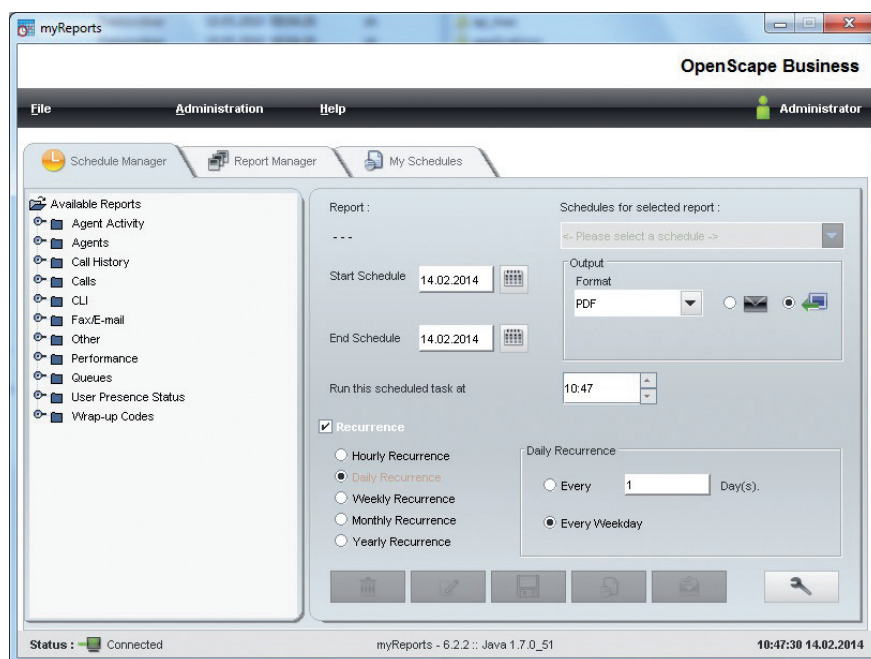 myReports
OpenScape Business
File Administration Help Administrator
Schedule Manager Report Manager My Schedules
Available Reports
Agent Activity
Agents
Call History
Calls
CLI
Fax/E-mail
Other
Performance
Queues
User Presence Status
Wrap-up Codes
Report :
- - -
Schedules for selected report :
<- Please select a schedule ->
Start Schedule 14.02.2014
Output
Format
PDF
End Schedule 14.02.2014
Run this scheduled task at 10:47
Recurrence
Hourly Recurrence
Daily Recurrence
Weekly Recurrence
Monthly Recurrence
Yearly Recurrence
Daily Recurrence
Every 1 Day(s).
Every Weekday
Status : Connected myReports - 6.2.2 :: Java 1.7.0_51 10:47:30 14.02.2014